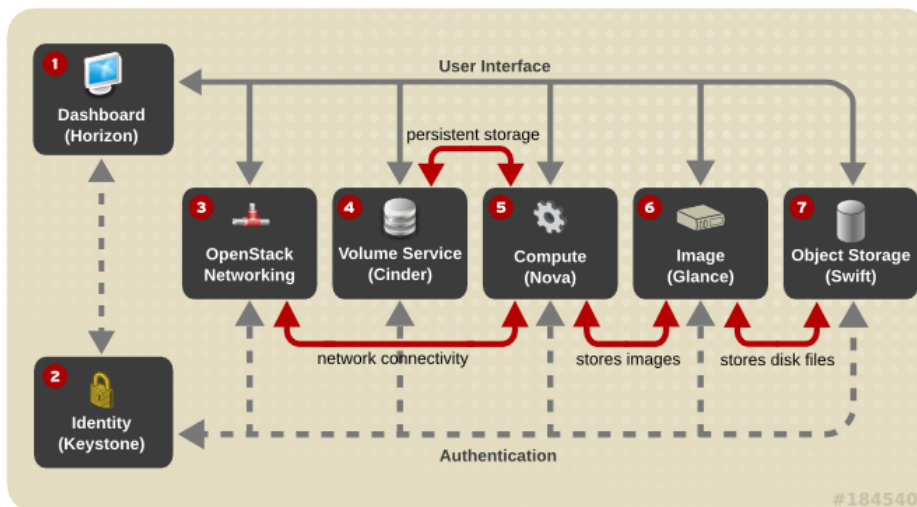 1
Dashboard
(Horizon)
User Interface
persistent storage
3
OpenStack
Networking
4
Volume Service
(Cinder)
5
Compute
(Nova)
6
Image
(Glance)
7
Object Storage
(Swift)
network connectivity
stores images
stores disk files
2
Identity
(Keystone)
Authentication
#184540